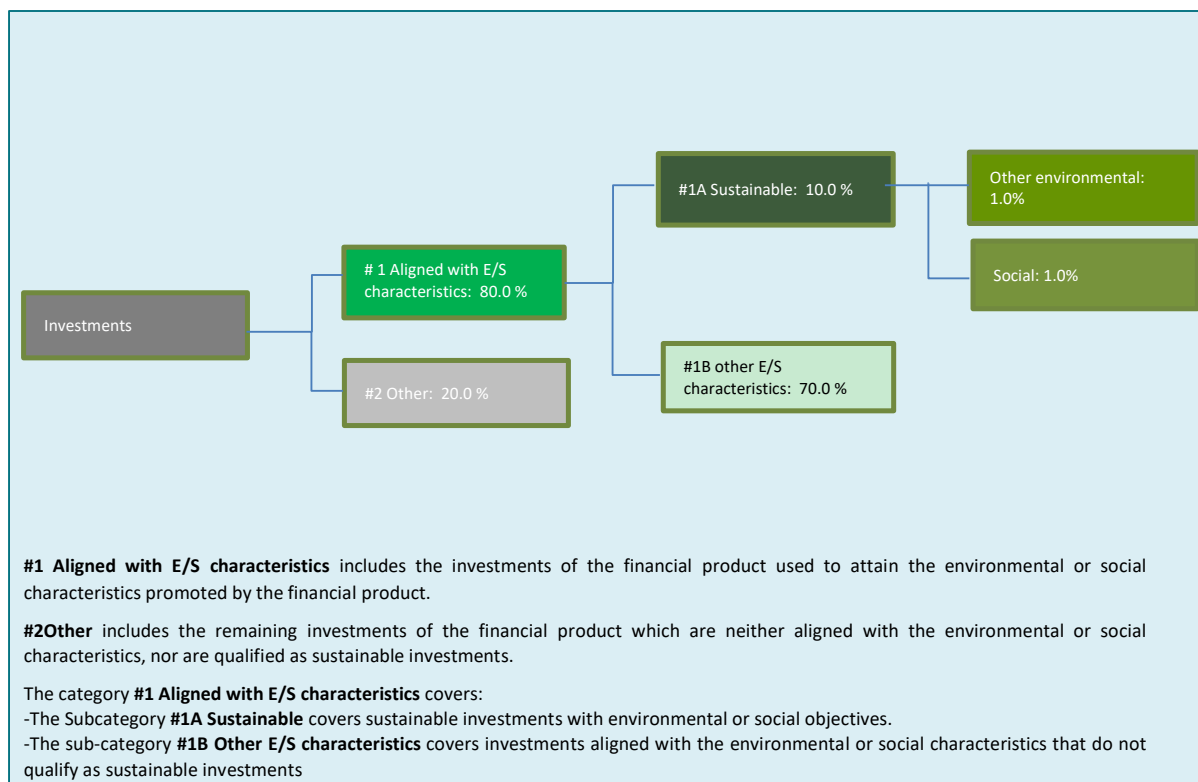 Investments
# 1 Aligned with E/S
characteristics:  80.0 %
#2 Other:  20.0 %
#1A Sustainable:  10.0 %
#1B other E/S
characteristics:  70.0 %
Other environmental:
1.0%
Social: 1.0%
#1 Aligned with E/S characteristics includes the investments of the financial product used to attain the environmental or social
characteristics promoted by the financial product.
#2Other includes the remaining investments of the financial product which are neither aligned with the environmental or social
characteristics, nor are qualified as sustainable investments.
The category #1 Aligned with E/S characteristics covers:
-The Subcategory #1A Sustainable covers sustainable investments with environmental or social objectives.
-The sub-category #1B Other E/S characteristics covers investments aligned with the environmental or social characteristics that do not
qualify as sustainable investments